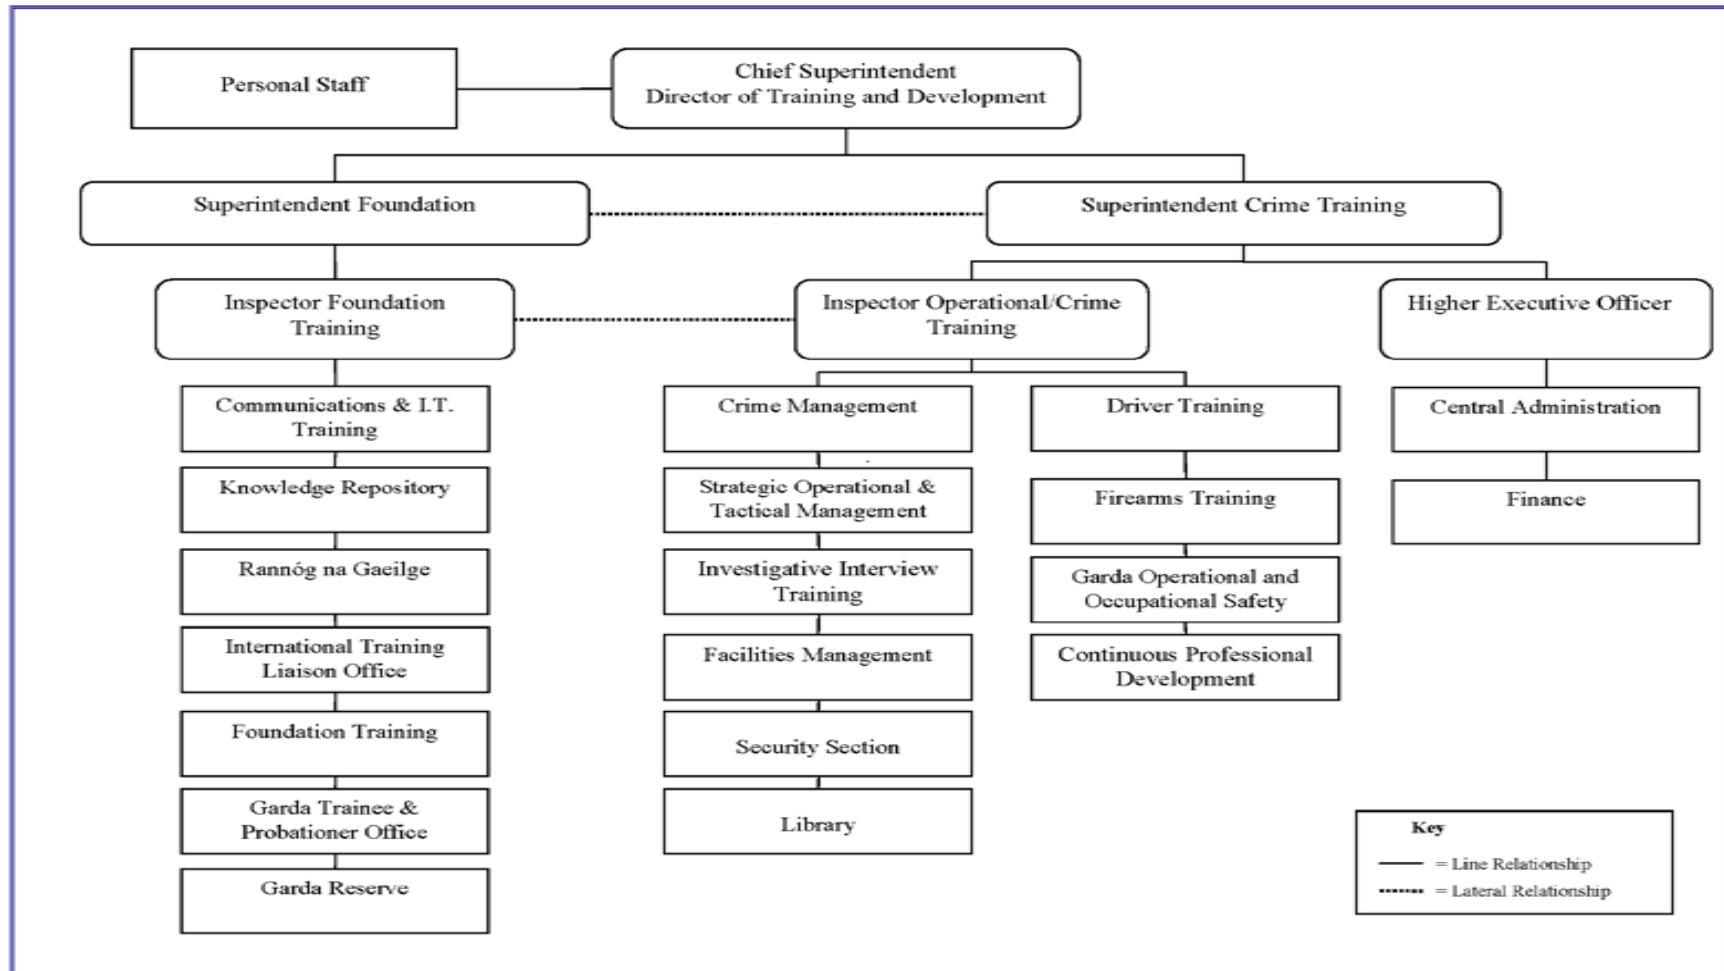 Personal Staff
Chief Superintendent
Director of Training and Development
Superintendent Foundation
Superintendent Crime Training
Inspector Foundation
Training
Inspector Operational/Crime
Training
Higher Executive Officer
Communications & I.T.
Training
Knowledge Repository
Rannóg na Gaeilge
International Training
Liaison Office
Foundation Training
Garda Trainee &
Probationer Office
Garda Reserve
Crime Management
Strategic Operational &
Tactical Management
Investigative Interview
Training
Facilities Management
Security Section
Library
Driver Training
Firearms Training
Garda Operational and
Occupational Safety
Continuous Professional
Development
Central Administration
Finance
Key
= Line Relationship
= Lateral Relationship